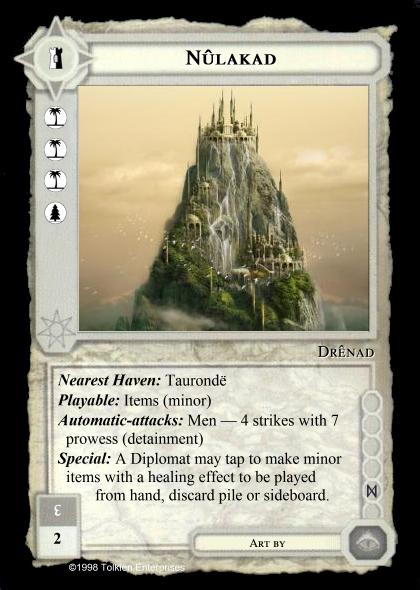 Nûlakad
Drênad
Nearest Haven: Taurondë
Playable: Items (minor)
Automatic-attacks: Men — 4 strikes with 7
prowess (detainment)
Special: A Diplomat may tap to make minor
items with a healing effect to be played
from hand, discard pile or sideboard.
ε
2
Art by
©1998 Tolkien Enterprises